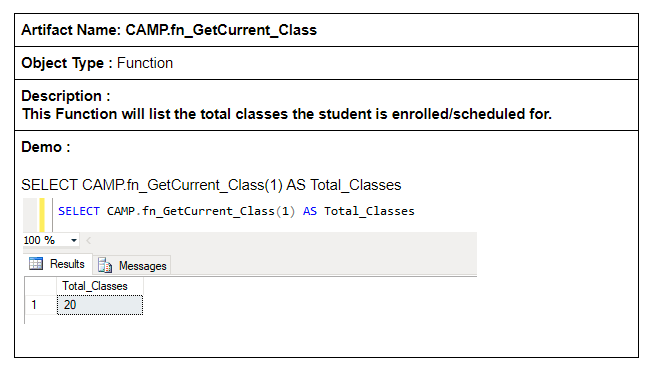 Artifact Name: CAMP.fn_GetCurrent_Class
Object Type : Function
Description :
This Function will list the total classes the student is enrolled/scheduled for.
Demo :
SELECT CAMP.fn_GetCurrent_Class(1) AS Total_Classes
SELECT CAMP.fn_GetCurrent_Class(1) AS Total_Classes
100 %
Results Messages
Total_Classes
1 20